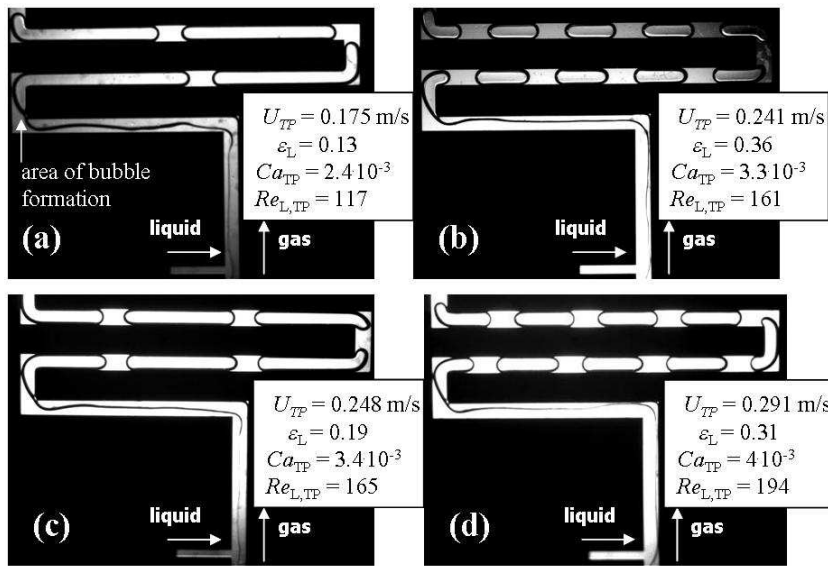 U_TP = 0.175 m/s
ε_L = 0.13
Ca_TP = 2.4·10⁻³
Re_L,TP = 117
area of bubble
formation
(a)
liquid
gas
U_TP = 0.241 m/s
ε_L = 0.36
Ca_TP = 3.3·10⁻³
Re_L,TP = 161
(b)
liquid
gas
U_TP = 0.248 m/s
ε_L = 0.19
Ca_TP = 3.4·10⁻³
Re_L,TP = 165
(c)
liquid
gas
U_TP = 0.291 m/s
ε_L = 0.31
Ca_TP = 4·10⁻³
Re_L,TP = 194
(d)
liquid
gas